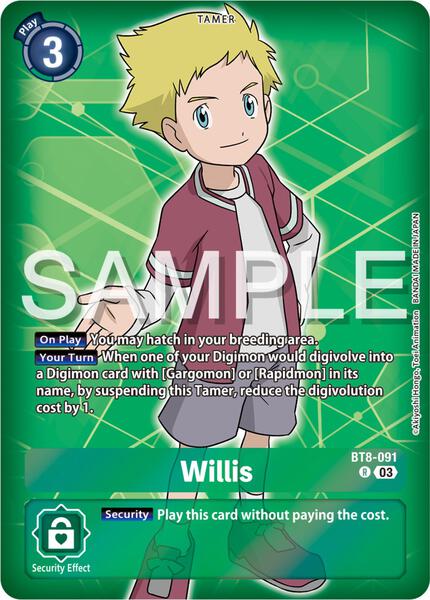 TAMER
Play
3
SAMPLE
On Play You may hatch in your breeding area.
Your Turn When one of your Digimon would digivolve into
a Digimon card with [Gargomon] or [Rapidmon] in its
name, by suspending this Tamer, reduce the digivolution
cost by 1.
©Akiyoshi Hongo, Toei Animation BANDAI MADE IN JAPAN
BT8-091
Willis
R 03
Security Play this card without paying the cost.
Security Effect